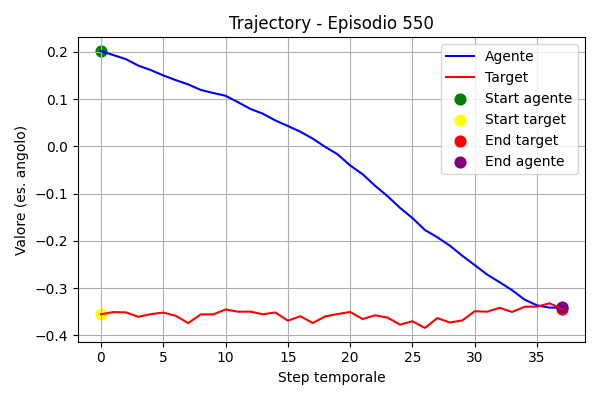 Trajectory - Episodio 550
Agente
Target
Start agente
Start target
End target
End agente
Valore (es. angolo)
0.2
0.1
0.0
−0.1
−0.2
−0.3
−0.4
0 5 10 15 20 25 30 35
Step temporale